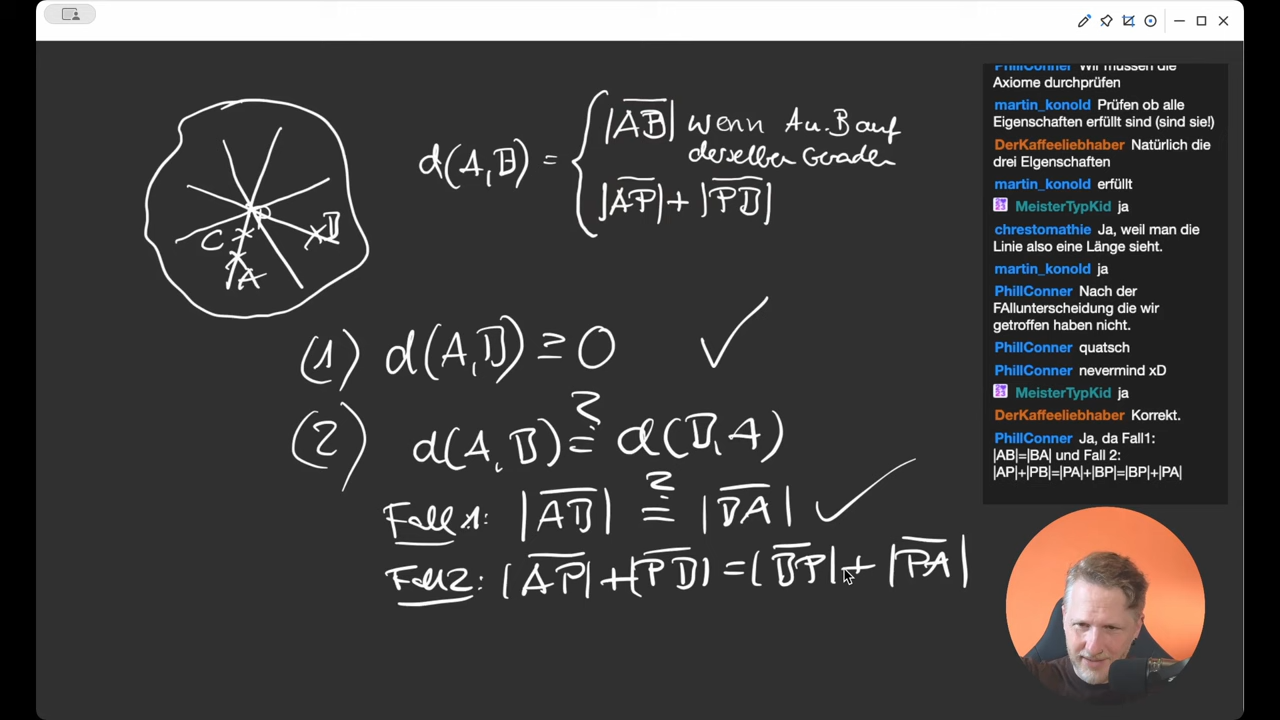 d(A,B) = { |AB| wenn A u. B auf
derselben Geraden
|AP| + |PB|
P
C
B
A
(1) d(A,B) ≥ 0 ✓
(2) d(A,B) ≟ d(B,A)
Fall 1: |AB| ≟ |BA| ✓
Fall 2: |AP| + |PB| = |BP| + |PA|
PhillConner Wir müssen die
Axiome durchprüfen
martin_konold Prüfen ob alle
Eigenschaften erfüllt sind (sind sie!)
DerKaffeeliebhaber Natürlich die
drei Eigenschaften
martin_konold erfüllt
MeisterTypKid ja
chrestomathie Ja, weil man die
Linie also eine Länge sieht.
martin_konold ja
PhillConner Nach der
FAllunterscheidung die wir
getroffen haben nicht.
PhillConner quatsch
PhillConner nevermind xD
MeisterTypKid ja
DerKaffeeliebhaber Korrekt.
PhillConner Ja, da Fall1:
|AB|=|BA| und Fall 2:
|AP|+|PB|=|PA|+|BP|=|BP|+|PA|